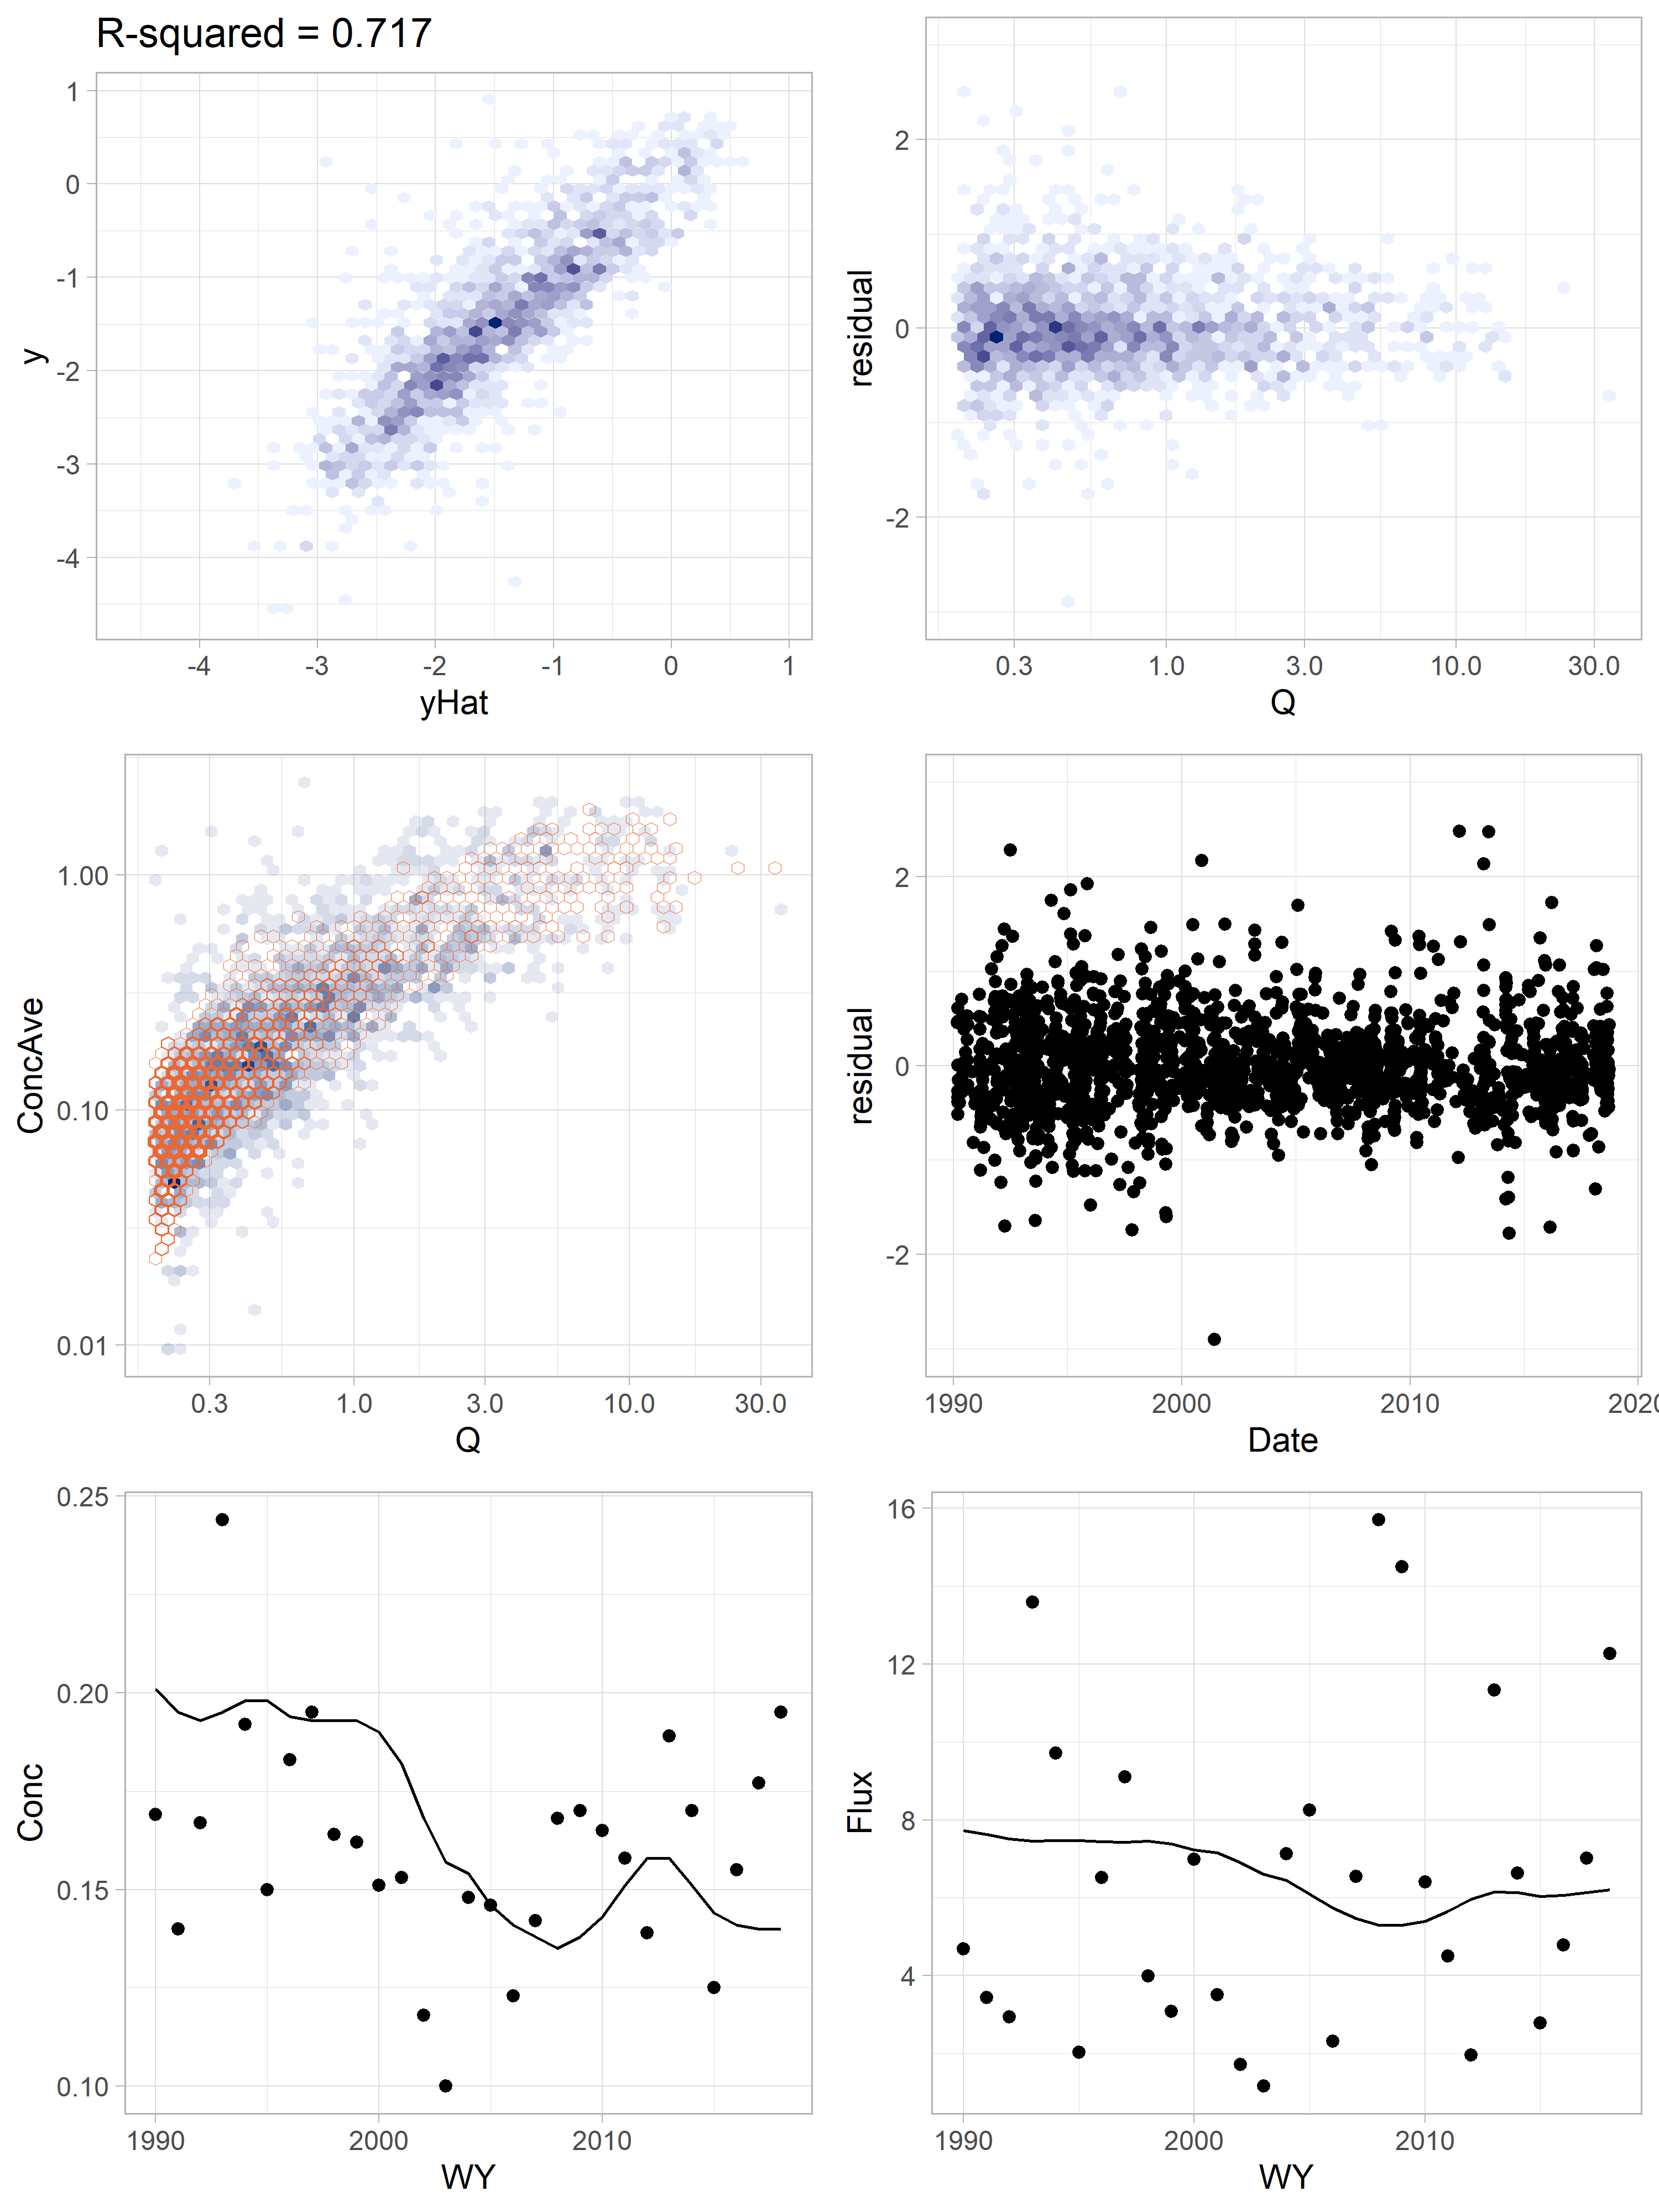 R-squared = 0.717
1
0
-1
-2
-3
-4
y
-4 -3 -2 -1 0 1
yHat
2
0
-2
residual
0.3 1.0 3.0 10.0 30.0
Q
1.00
0.10
0.01
ConcAve
0.3 1.0 3.0 10.0 30.0
Q
2
0
-2
residual
1990 2000 2010 202
Date
0.25
0.20
0.15
0.10
Conc
1990 2000 2010
WY
16
12
8
4
Flux
1990 2000 2010
WY